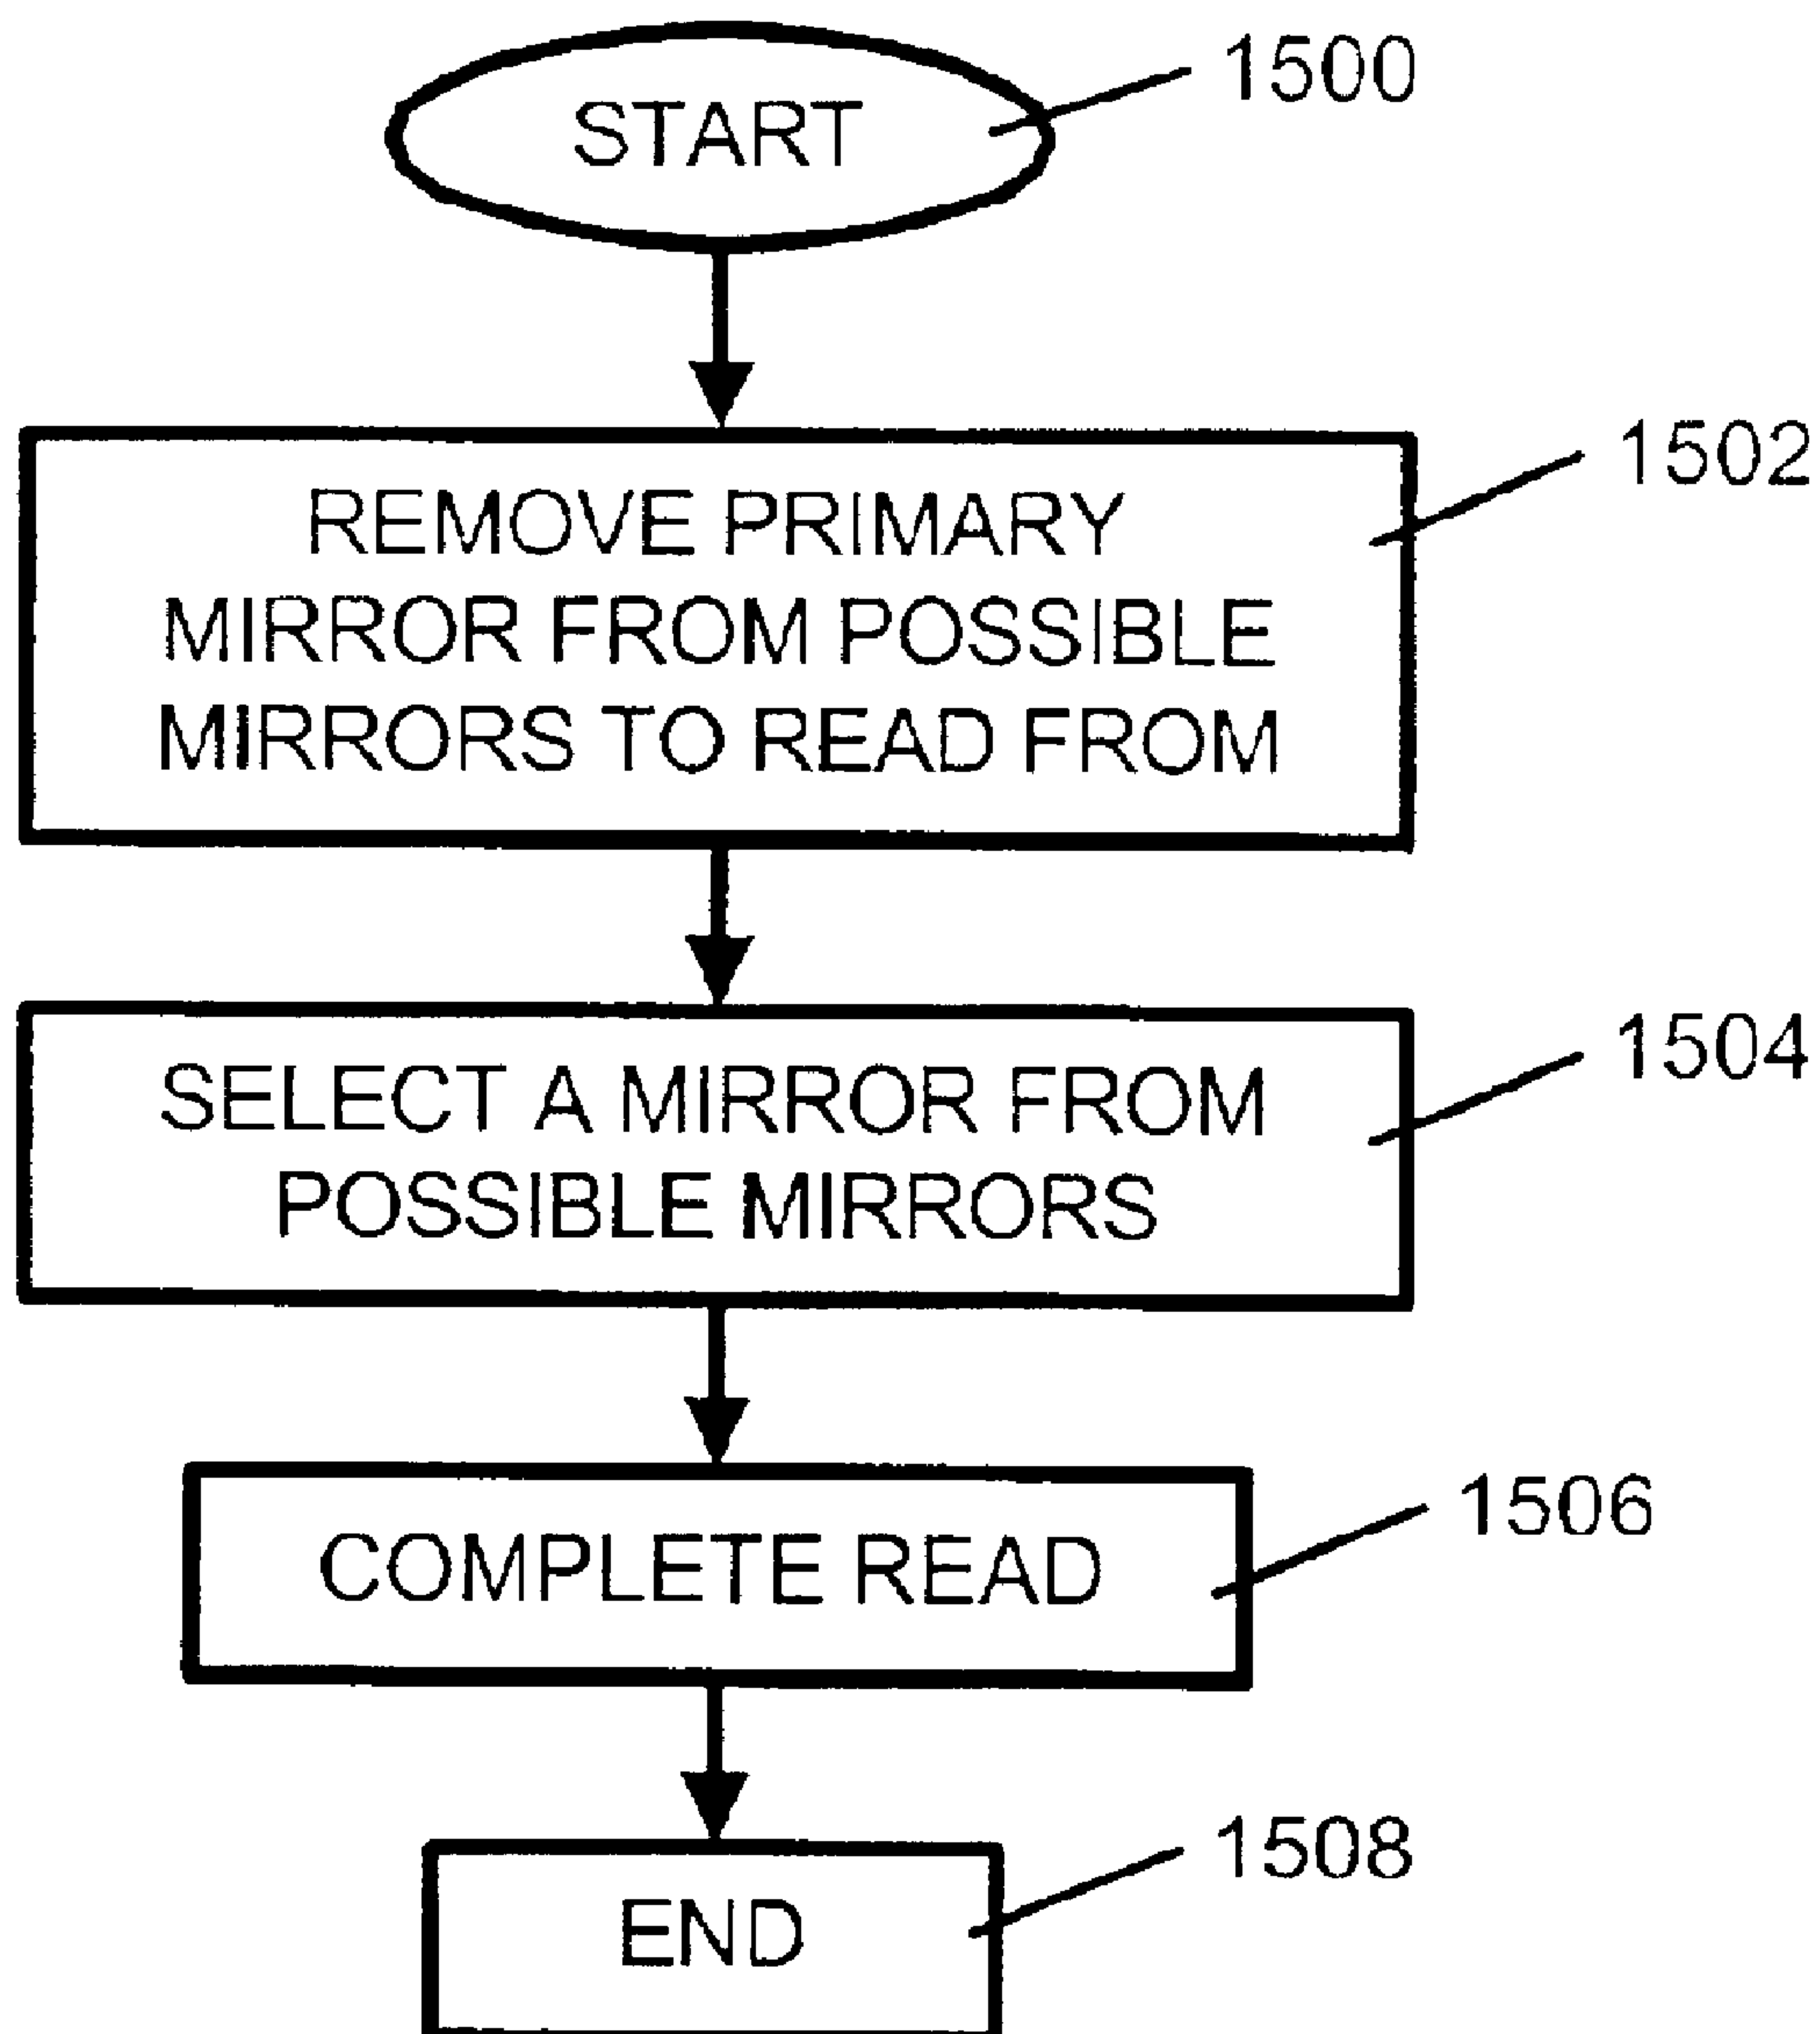 START
1500
REMOVE PRIMARY
MIRROR FROM POSSIBLE
MIRRORS TO READ FROM
1502
SELECT A MIRROR FROM
POSSIBLE MIRRORS
1504
COMPLETE READ
1506
END
1508